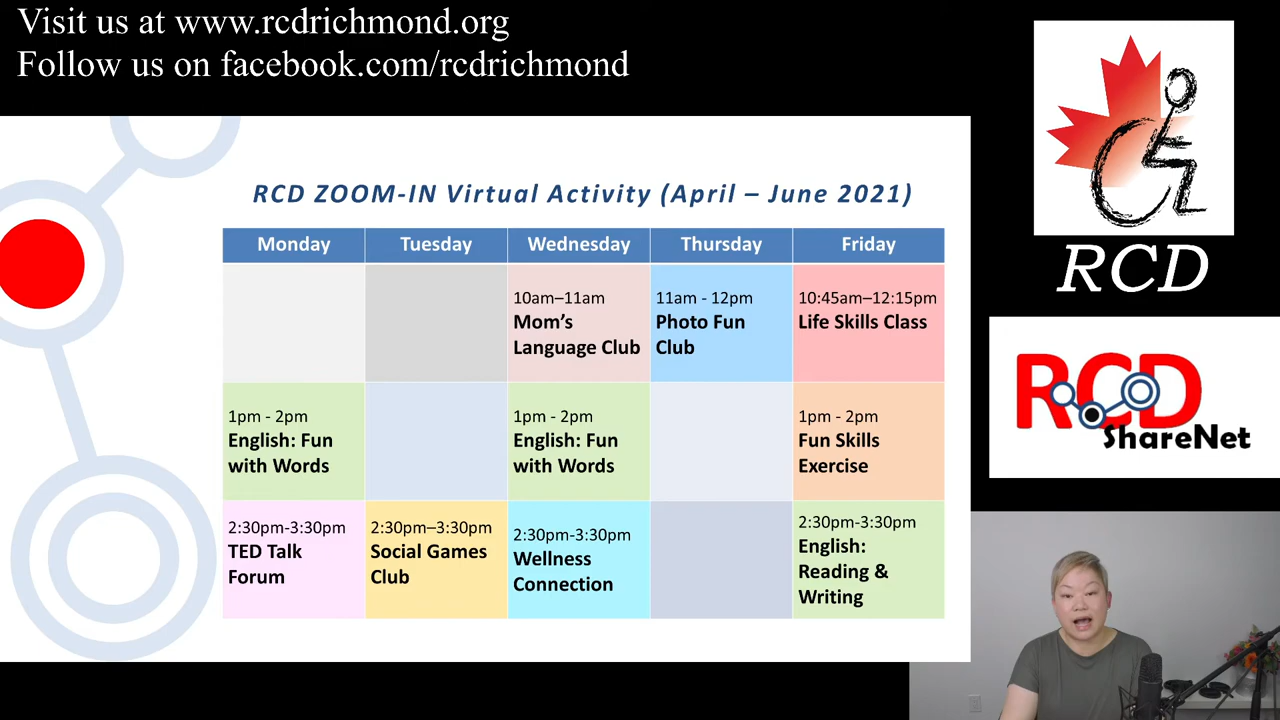 Visit us at www.rcdrichmond.org
Follow us on facebook.com/rcdrichmond
RCD
RCD
ShareNet
RCD ZOOM-IN Virtual Activity (April – June 2021)
Monday
Tuesday
Wednesday
Thursday
Friday
10am–11am
Mom's
Language Club
11am - 12pm
Photo Fun
Club
10:45am–12:15pm
Life Skills Class
1pm - 2pm
English: Fun
with Words
1pm - 2pm
English: Fun
with Words
1pm - 2pm
Fun Skills
Exercise
2:30pm-3:30pm
TED Talk
Forum
2:30pm–3:30pm
Social Games
Club
2:30pm-3:30pm
Wellness
Connection
2:30pm-3:30pm
English:
Reading &
Writing